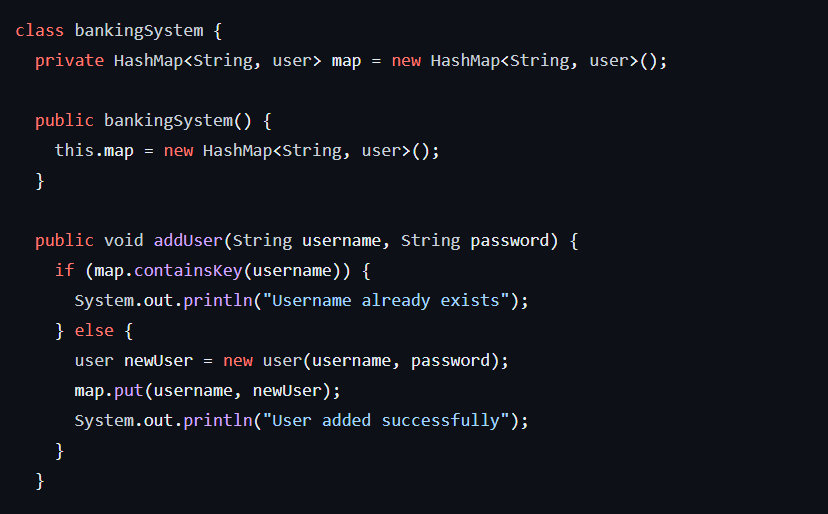 class bankingSystem {
  private HashMap<String, user> map = new HashMap<String, user>();

  public bankingSystem() {
    this.map = new HashMap<String, user>();
  }

  public void addUser(String username, String password) {
    if (map.containsKey(username)) {
      System.out.println("Username already exists");
    } else {
      user newUser = new user(username, password);
      map.put(username, newUser);
      System.out.println("User added successfully");
    }
  }